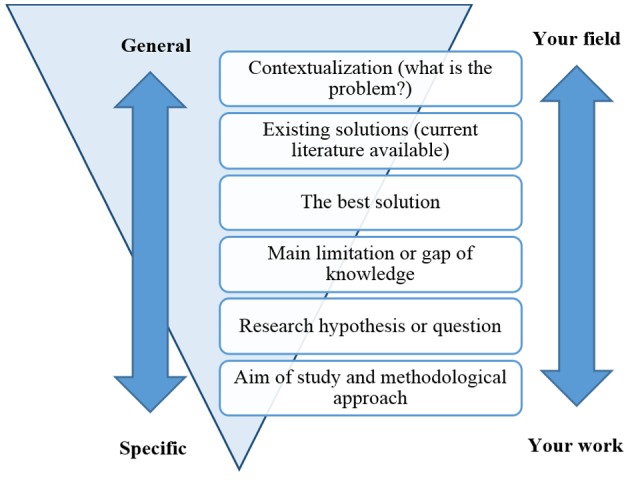 General
Your field
Contextualization (what is the
problem?)
Existing solutions (current
literature available)
The best solution
Main limitation or gap of
knowledge
Research hypothesis or question
Aim of study and methodological
approach
Specific
Your work